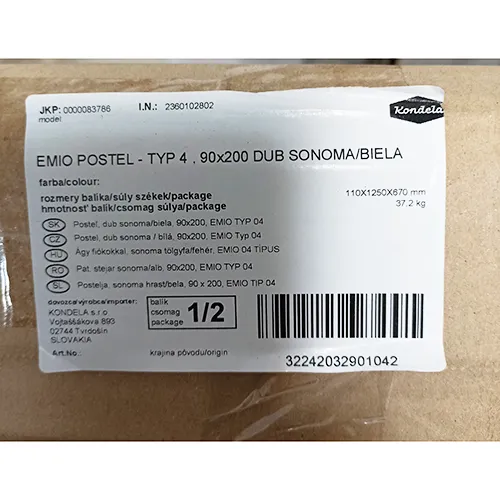 JKP: 0000083786 I.N.: 2360102802
model
Kondela
EMIO POSTEL - TYP 4 , 90x200 DUB SONOMA/BIELA
farba/colour:
rozmery balika/súly székek/package 110X1250X670 mm
hmotnosť balík/csomag súlya/package 37.2 kg
SK Postel, dub sonoma/biela, 90x200, EMIO TYP 04
CZ Postel, dub sonoma / bílá, 90x200, EMIO Typ 04
HU Ágy fiókokkal, sonoma tölgyfa/fehér, EMIO 04 TÍPUS
RO Pat, stejar sonoma/alb, 90x200, EMIO TYP 04
SL Postelja, sonoma hrast/bela, 90 x 200, EMIO TIP 04
dovozca/výrobca/importer:
KONDELA s.r.o
Vojtaššákova 893
02744 Tvrdošín
SLOVAKIA
balík
csomag
package
1/2
Art.No.: krajina pôvodu/origin
32242032901042